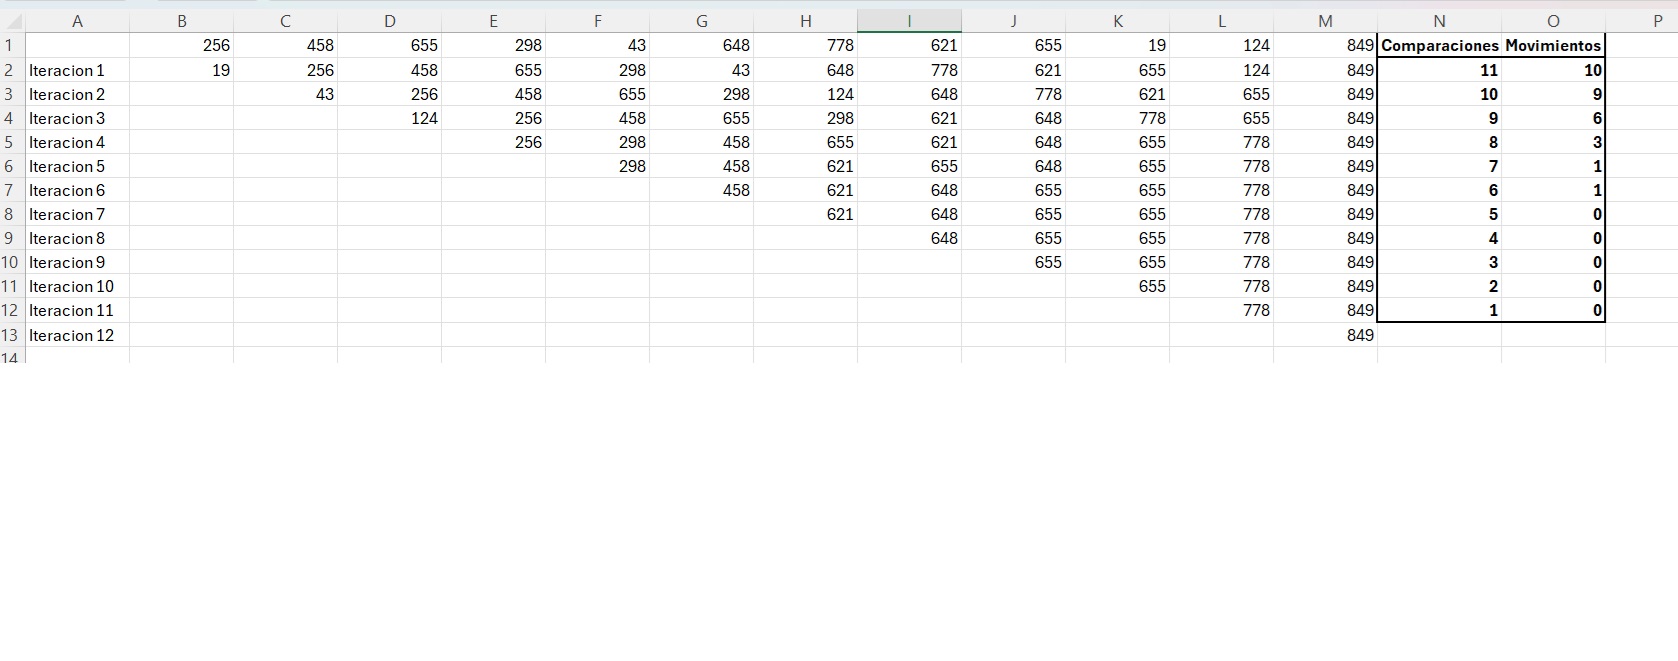 A B C D E F G H I J K L M N O P
1 256 458 655 298 43 648 778 621 655 19 124 849 Comparaciones Movimientos
2 Iteracion 1 19 256 458 655 298 43 648 778 621 655 124 849 11 10
3 Iteracion 2 43 256 458 655 298 124 648 778 621 655 849 10 9
4 Iteracion 3 124 256 458 655 298 621 648 778 655 849 9 6
5 Iteracion 4 256 298 458 655 621 648 655 778 849 8 3
6 Iteracion 5 298 458 621 655 648 655 778 849 7 1
7 Iteracion 6 458 621 648 655 655 778 849 6 1
8 Iteracion 7 621 648 655 655 778 849 5 0
9 Iteracion 8 648 655 655 778 849 4 0
10 Iteracion 9 655 655 778 849 3 0
11 Iteracion 10 655 778 849 2 0
12 Iteracion 11 778 849 1 0
13 Iteracion 12 849
14